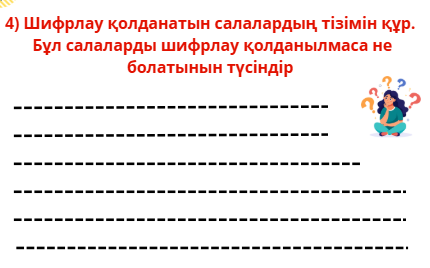 4) Шифрлау қолданатын салалардың тізімін құр.
Бұл салаларды шифрлау қолданылмаса не
болатынын түсіндір